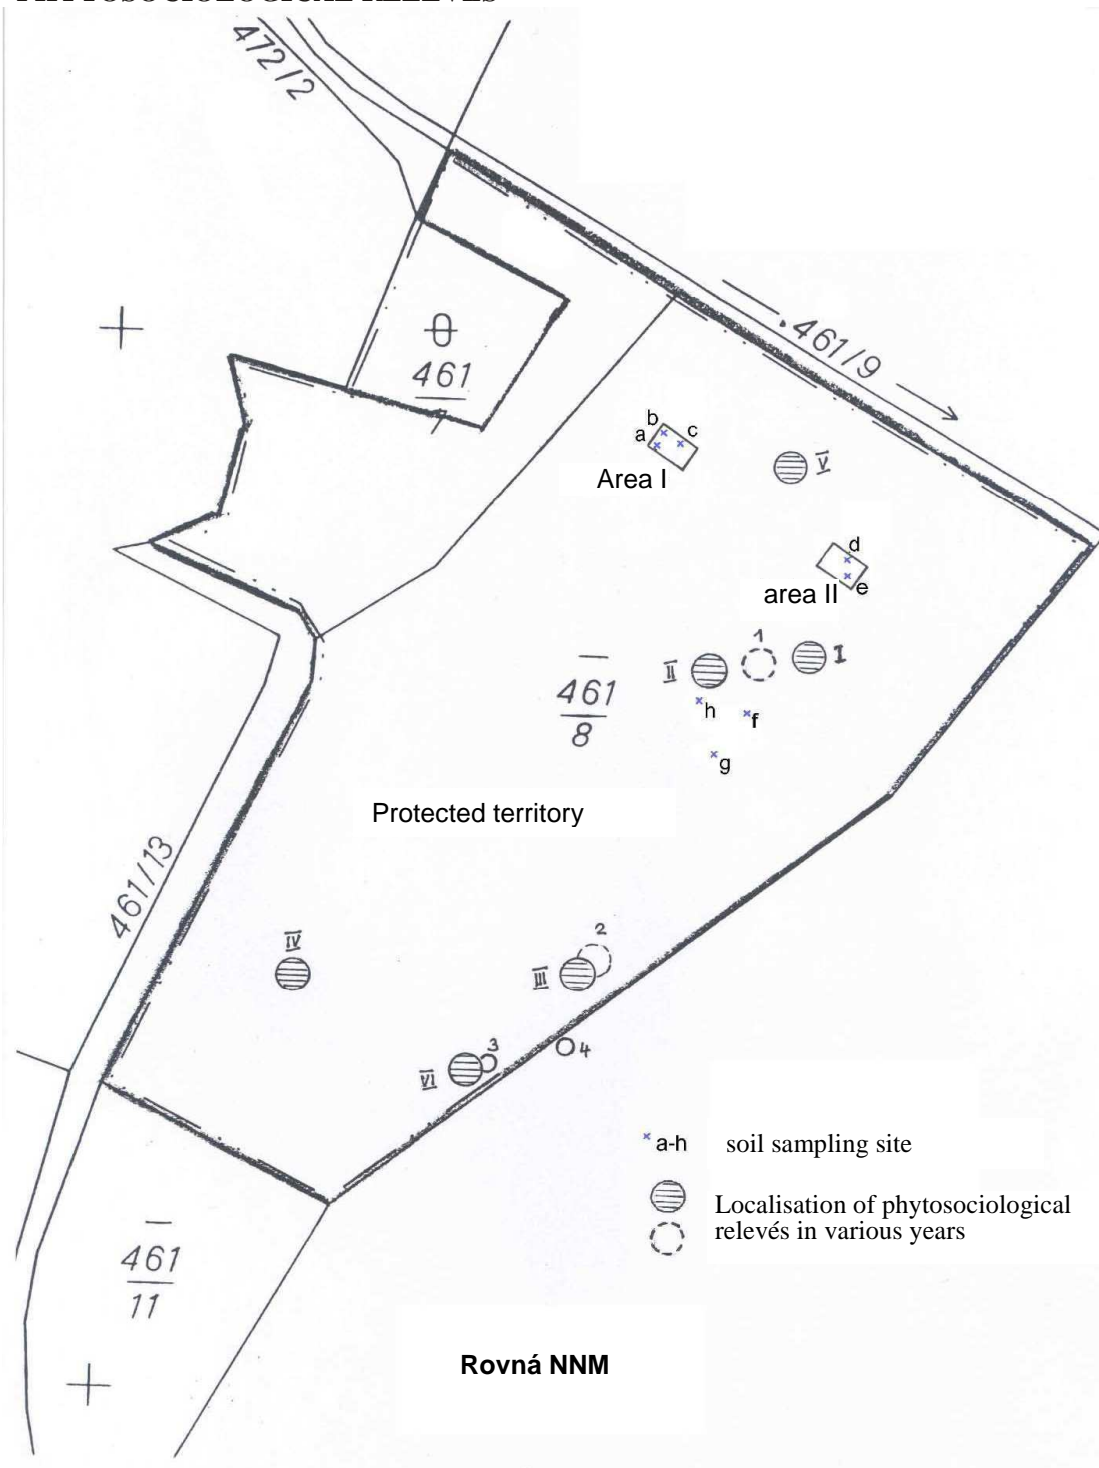 PHYTOSOCIOLOGICAL RELEVÉS
472/2
461/9
461
b
a
c
Area I
V
d
e
area II
1
II
I
h
f
g
461
8
Protected territory
461/13
IV
2
III
3
4
VI
a-h soil sampling site
Localisation of phytosociological
relevés in various years
461
11
Rovná NNM